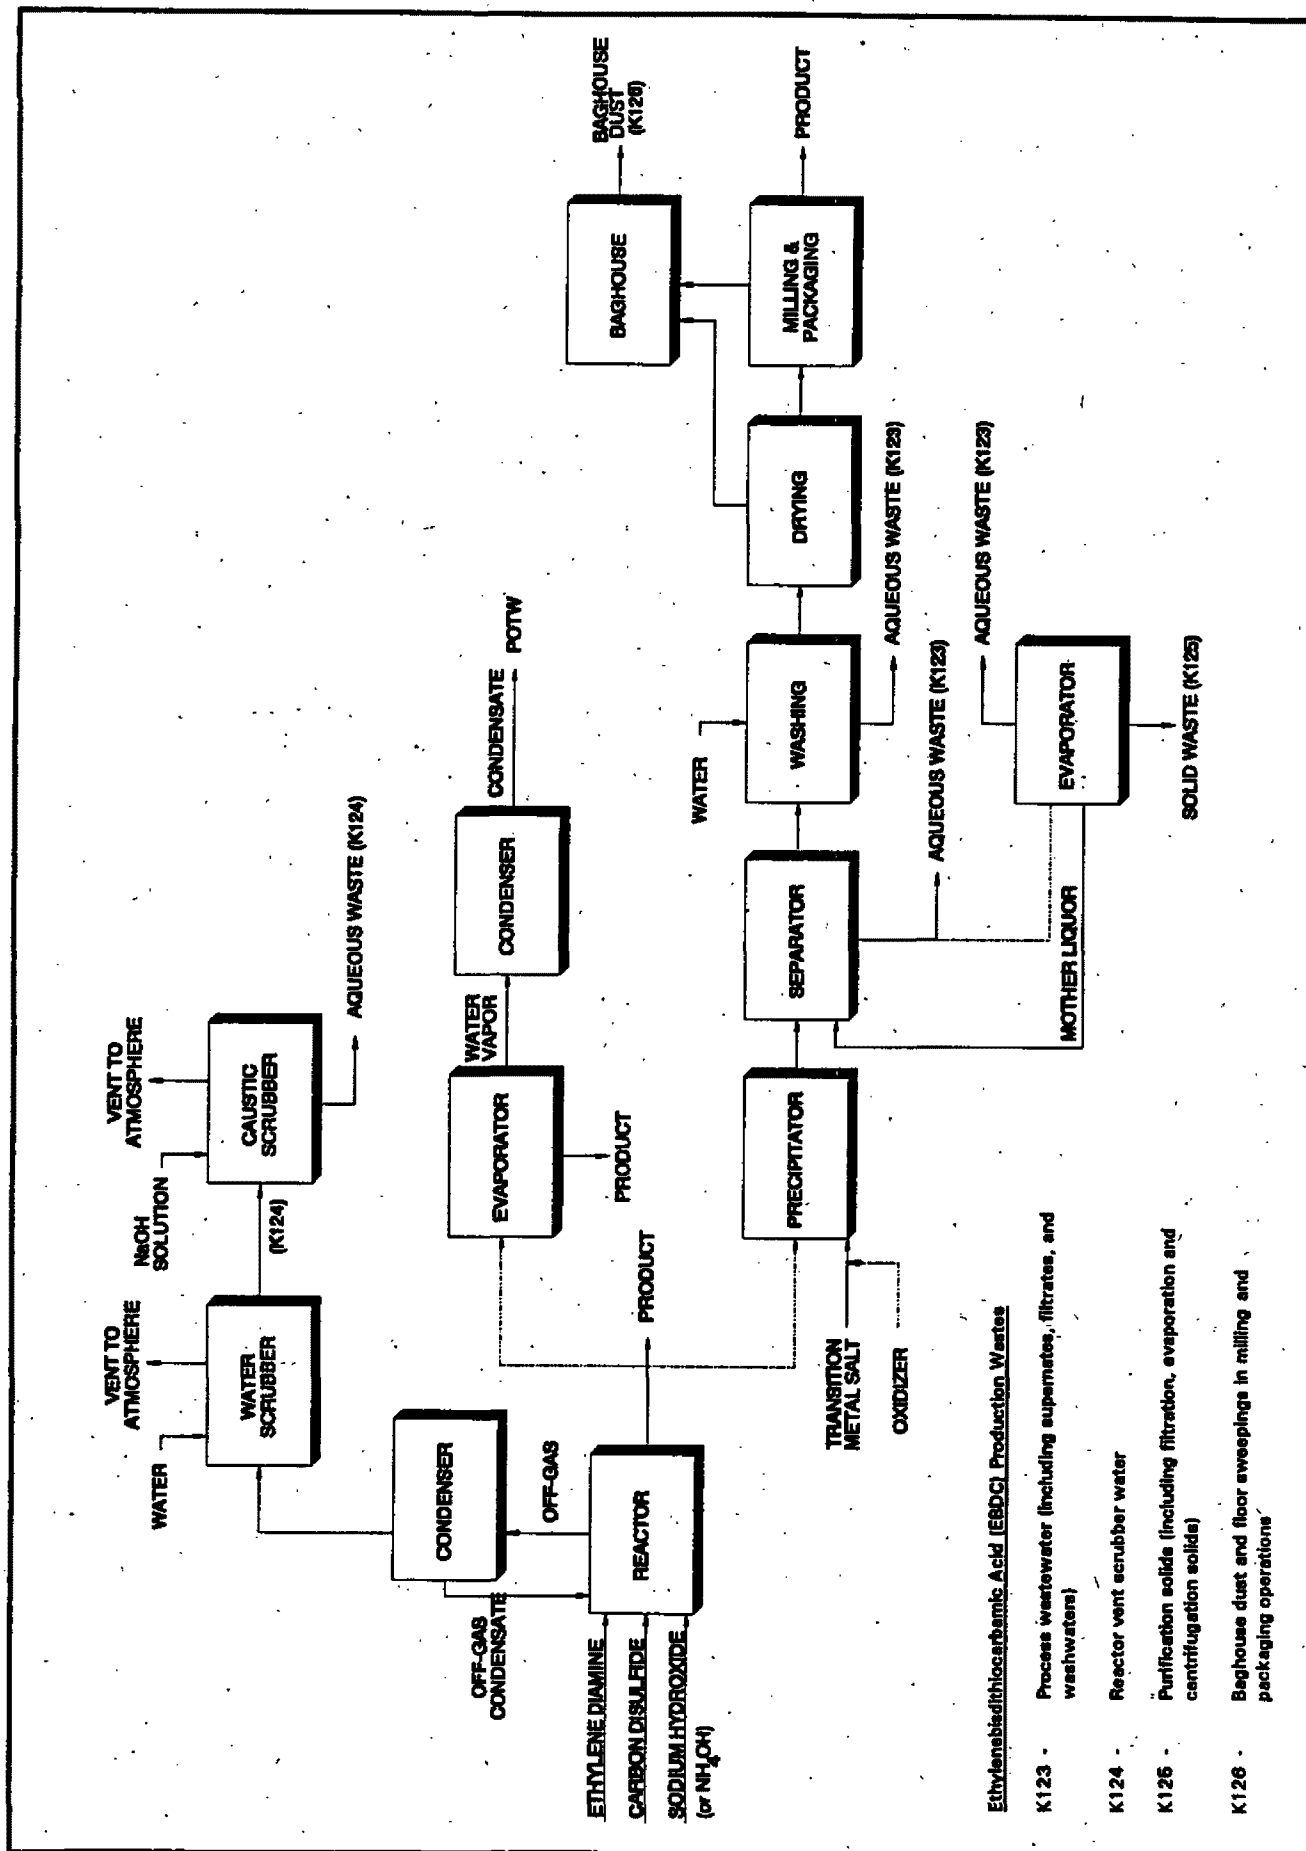 VENT TO
ATMOSPHERE
VENT TO
ATMOSPHERE
WATER
NaOH
SOLUTION
WATER
SCRUBBER
(K124)
CAUSTIC
SCRUBBER
AQUEOUS WASTE (K124)
CONDENSER
OFF-GAS
CONDENSATE
OFF-GAS
ETHYLENE DIAMINE
CARBON DISULFIDE
SODIUM HYDROXIDE
(or NH4OH)
REACTOR
PRODUCT
EVAPORATOR
WATER
VAPOR
PRODUCT
CONDENSER
CONDENSATE
POTW
TRANSITION
METAL SALT
OXIDIZER
PRECIPITATOR
SEPARATOR
WATER
WASHING
DRYING
MILLING &
PACKAGING
PRODUCT
BAGHOUSE
BAGHOUSE
DUST
(K126)
AQUEOUS WASTE (K123)
AQUEOUS WASTE (K123)
AQUEOUS WASTE (K123)
MOTHER LIQUOR
EVAPORATOR
SOLID WASTE (K125)
Ethylenebisdithiocarbamic Acid (EBDC) Production Wastes
K123 - Process wastewater (including supernates, filtrates, and
washwaters)
K124 - Reactor vent scrubber water
K125 - Purification solids (including filtration, evaporation and
centrifugation solids)
K126 - Baghouse dust and floor sweepings in milling and
packaging operations